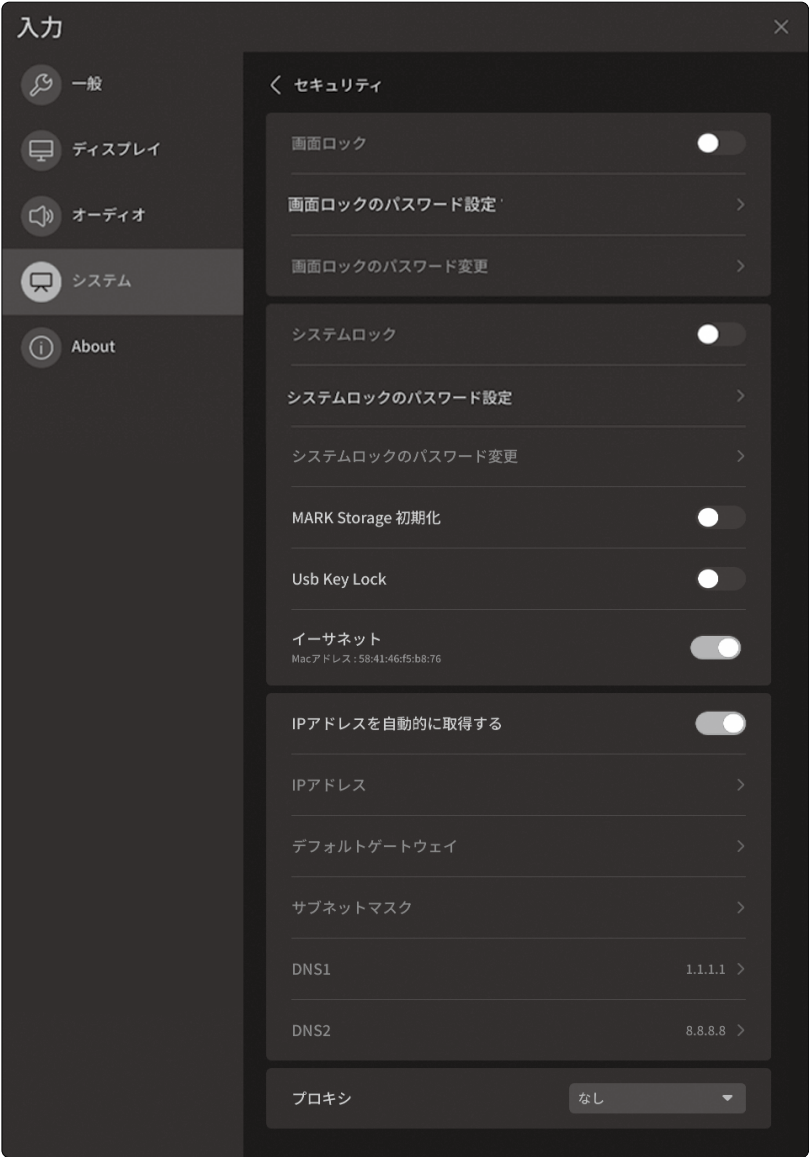 入力
一般
ディスプレイ
オーディオ
システム
About
セキュリティ
画面ロック
画面ロックのパスワード設定
画面ロックのパスワード変更
システムロック
システムロックのパスワード設定
システムロックのパスワード変更
MARK Storage 初期化
Usb Key Lock
イーサネット
Macアドレス : 58:41:46:f5:b8:76
IPアドレスを自動的に取得する
IPアドレス
デフォルトゲートウェイ
サブネットマスク
DNS1 1.1.1.1
DNS2 8.8.8.8
プロキシ なし